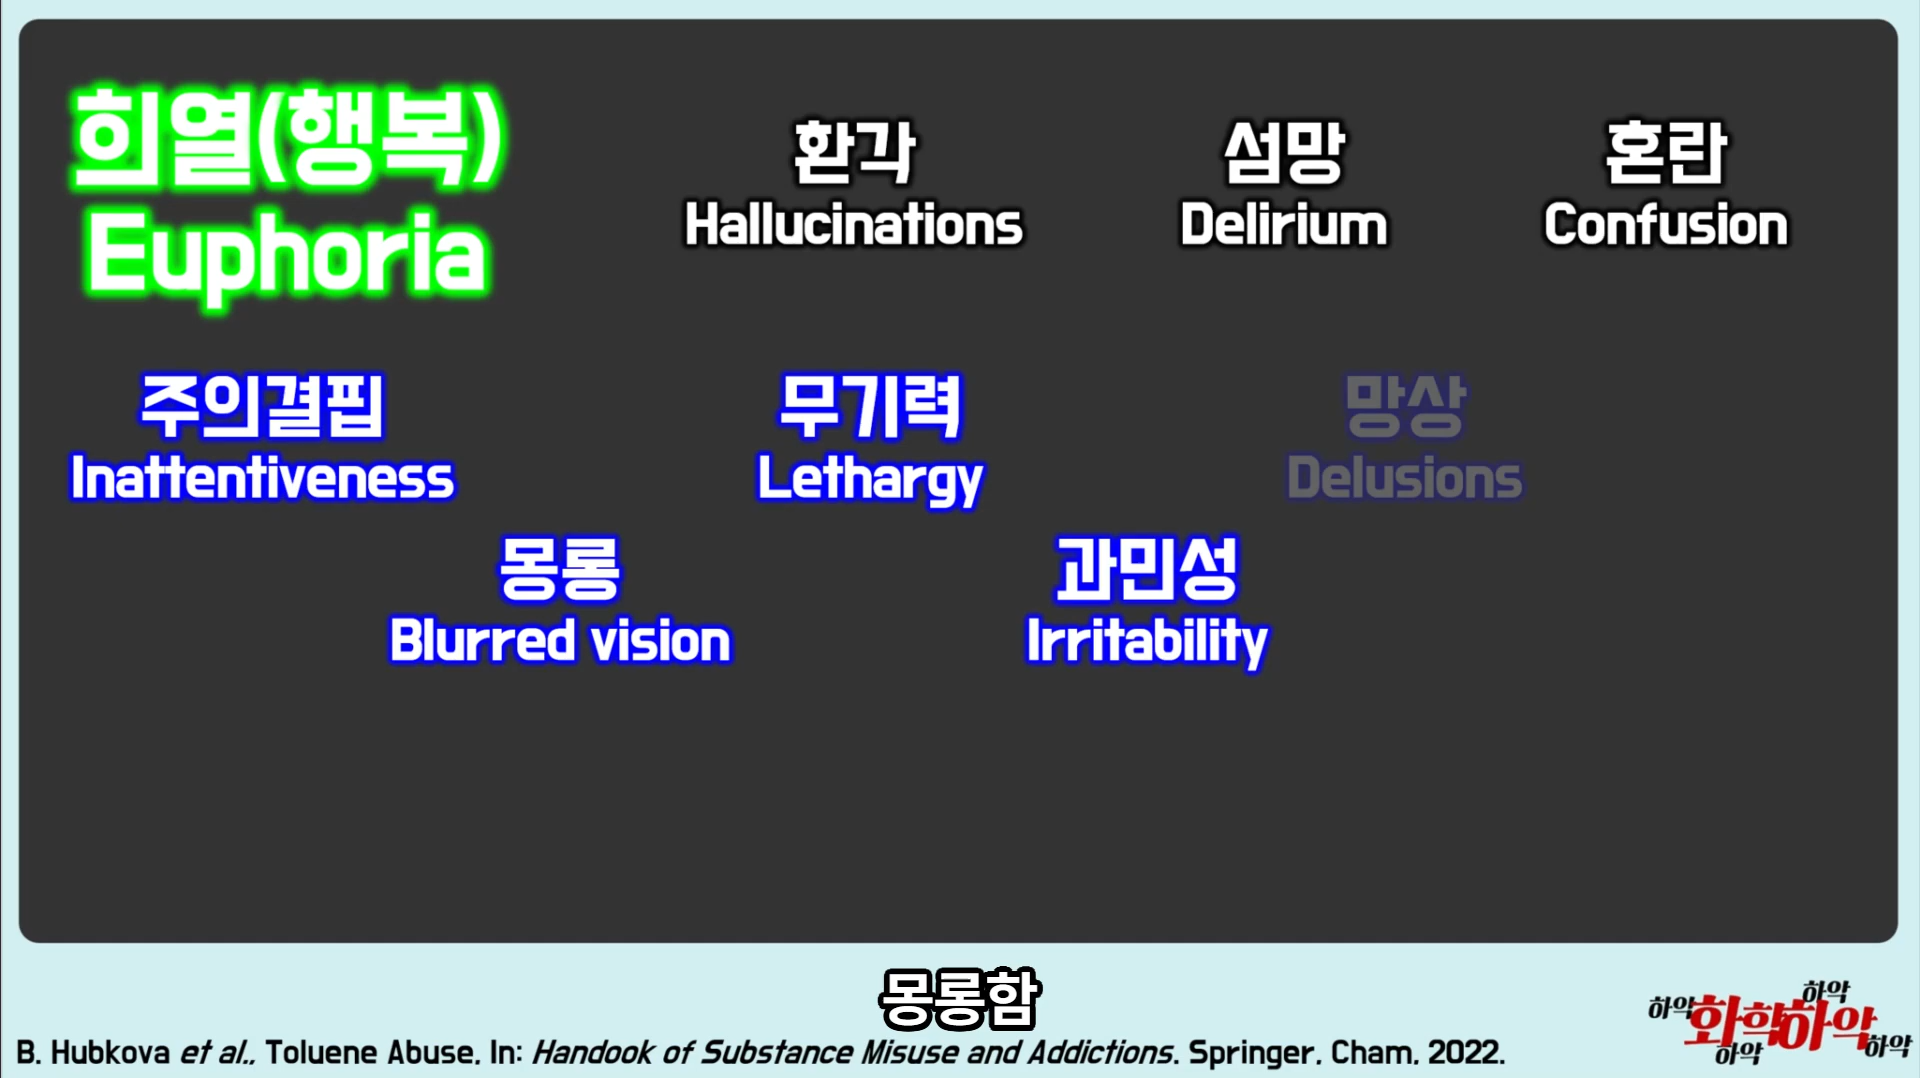 희열(행복)
Euphoria
환각
Hallucinations
섬망
Delirium
혼란
Confusion
주의결핍
Inattentiveness
무기력
Lethargy
망상
Delusions
몽롱
Blurred vision
과민성
Irritability
몽롱함
B. Hubkova et al., Toluene Abuse, In: Handook of Substance Misuse and Addictions. Springer, Cham, 2022.
하악
하악
화학하악
하악
하악